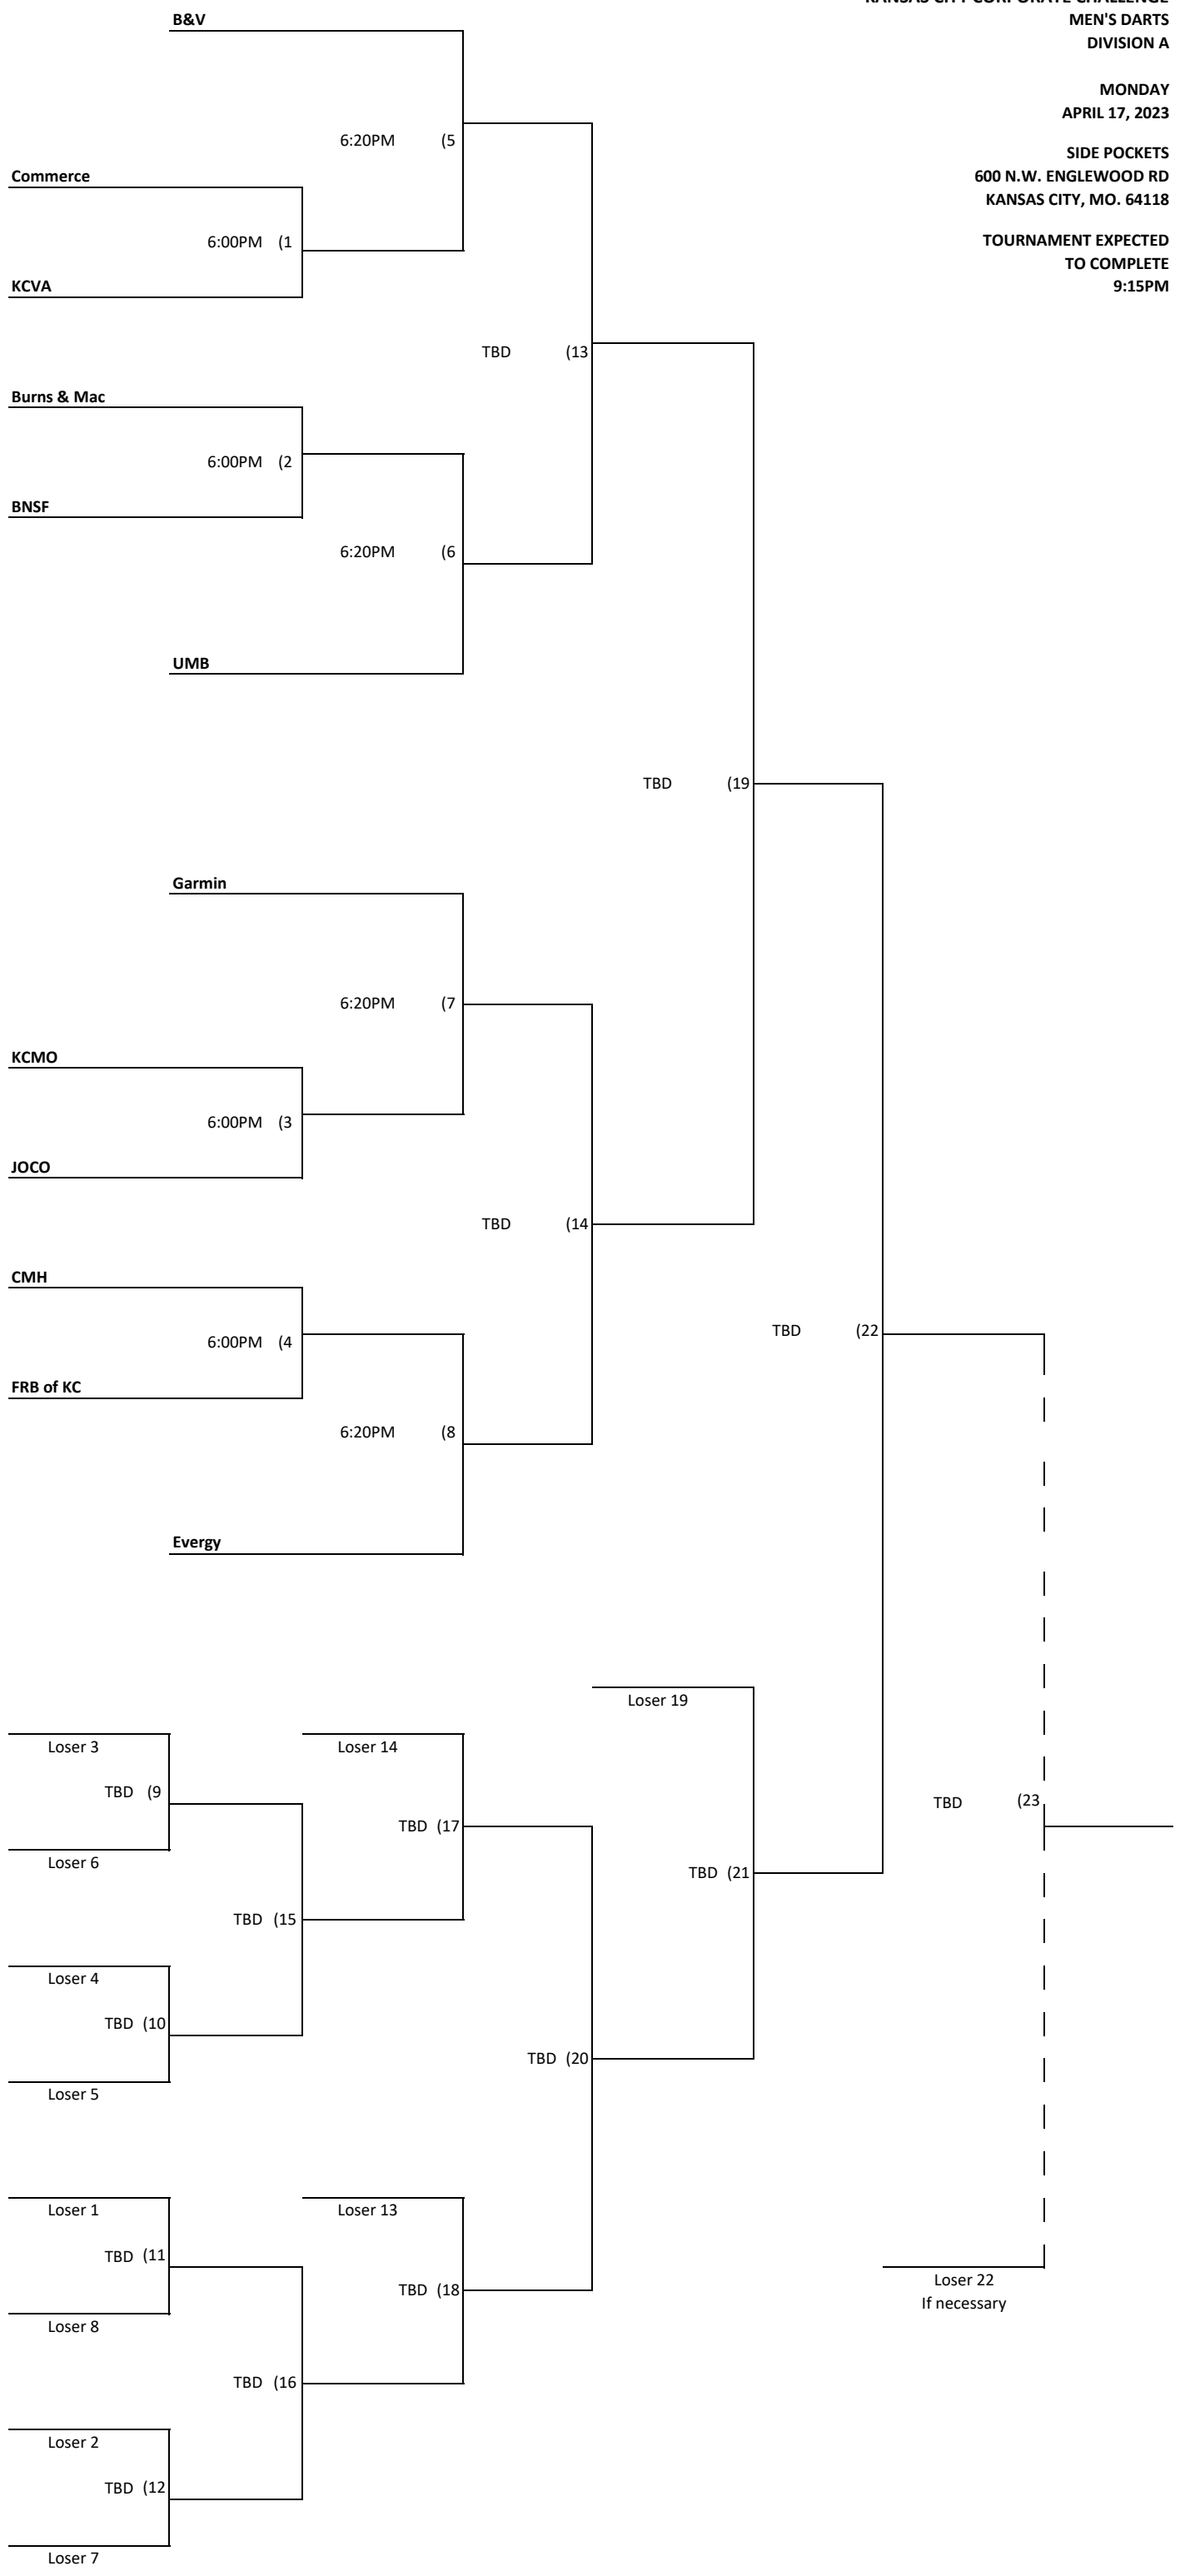 KANSAS CITY CORPORATE CHALLENGE
B&V
MEN'S DARTS
DIVISION A
MONDAY
APRIL 17, 2023
6:20PM (5
SIDE POCKETS
Commerce
600 N.W. ENGLEWOOD RD
KANSAS CITY, MO. 64118
6:00PM (1
TOURNAMENT EXPECTED
TO COMPLETE
KCVA
9:15PM
TBD (13
Burns & Mac
6:00PM (2
BNSF
6:20PM (6
UMB
TBD (19
Garmin
6:20PM (7
KCMO
6:00PM (3
JOCO
TBD (14
CMH
TBD (22
6:00PM (4
FRB of KC
6:20PM (8
Evergy
Loser 19
Loser 3
Loser 14
TBD (9
TBD (23
TBD (17
Loser 6
TBD (21
TBD (15
Loser 4
TBD (10
TBD (20
Loser 5
Loser 1
Loser 13
TBD (11
Loser 22
TBD (18
If necessary
Loser 8
TBD (16
Loser 2
TBD (12
Loser 7